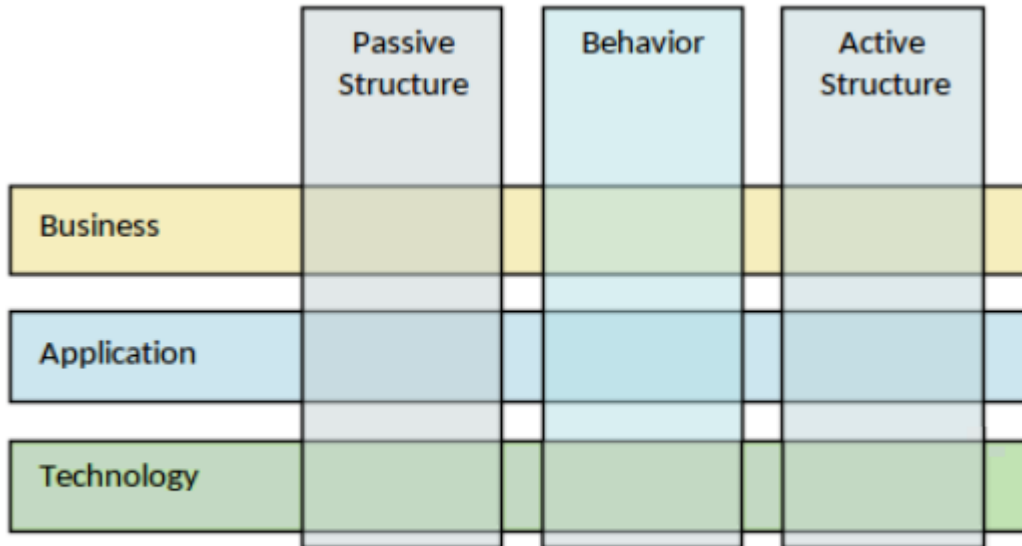 Passive
Structure
Behavior
Active
Structure
Business
Application
Technology